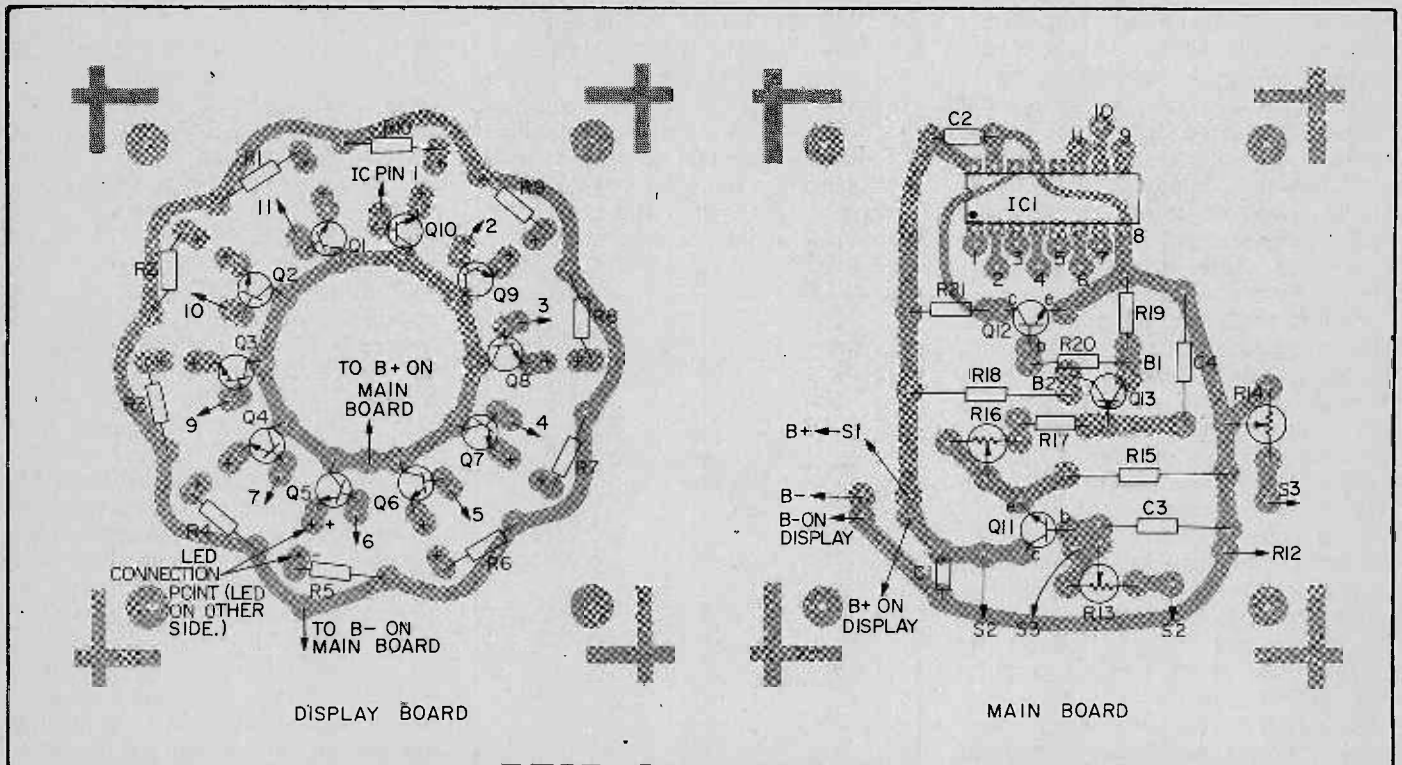 R10
R1
IC PIN 1
R9
11
Q1
Q10
2
R2
Q2
Q9
10
3
R8
Q3
Q8
TO B+ ON
MAIN
BOARD
R3
9
4
Q4
Q7
R7
7
Q5
Q6
5
R4
+ +
6
R6
LED
CONNECTION
POINT (LED
ON OTHER
SIDE.)
-
R5
TO B- ON
MAIN BOARD
DISPLAY BOARD
C2
10
11
9
IC1
8
1
2
3
4
5
6
7
R21
c
e
Q12
b
R19
R20
B1
C4
B2
R18
Q13
R14
R16
R17
B+
S1
R15
B-
S3
B-ON
DISPLAY
Q11
b
C3
e
R12
B+ ON
DISPLAY
R13
S2
S3
S2
MAIN BOARD